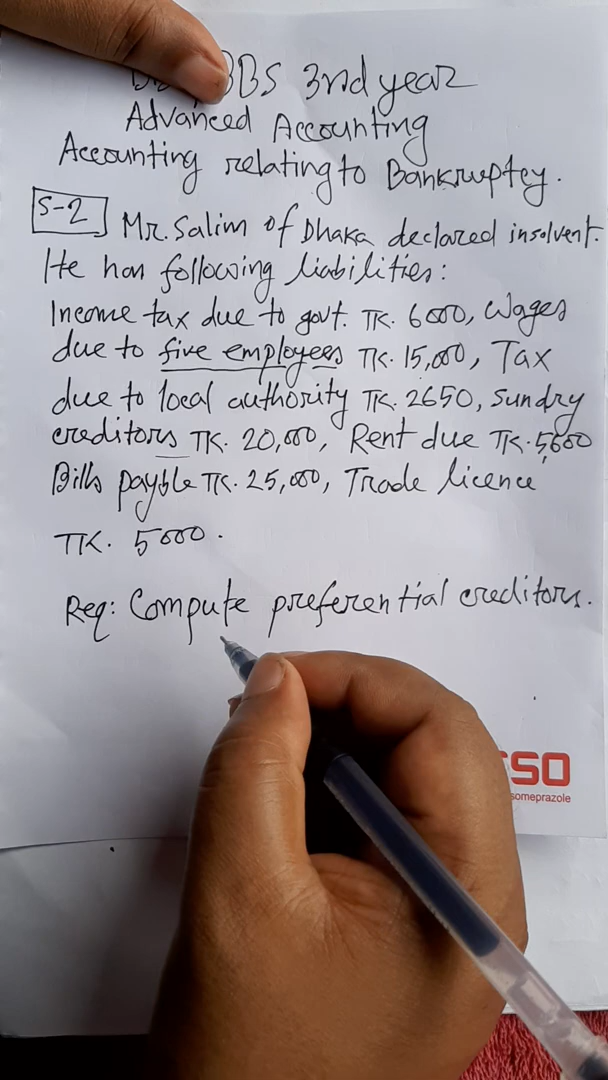 BBS 3rd year
Advanced Accounting
Accounting relating to Bankruptcy.
S-2 Mr. Salim of Dhaka declared insolvent.
He has following liabilities:
Income tax due to govt. TK. 6000, Wages
due to five employees TK. 15,000, Tax
due to local authority TK. 2650, sundry
creditors TK. 20,000, Rent due TK. 5,600
Bills payble TK. 25,000, Trade licence
TK. 5000.
Req: Compute preferential creditors.
SO
someprazole